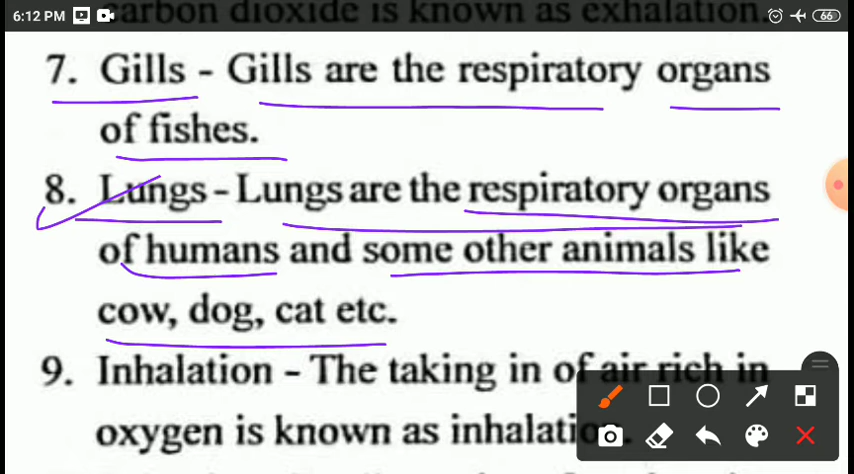 6:12 PM
66
carbon dioxide is known as exhalation.
7. Gills - Gills are the respiratory organs
of fishes.
8. Lungs - Lungs are the respiratory organs
of humans and some other animals like
cow, dog, cat etc.
9. Inhalation - The taking in of air rich in
oxygen is known as inhalation.